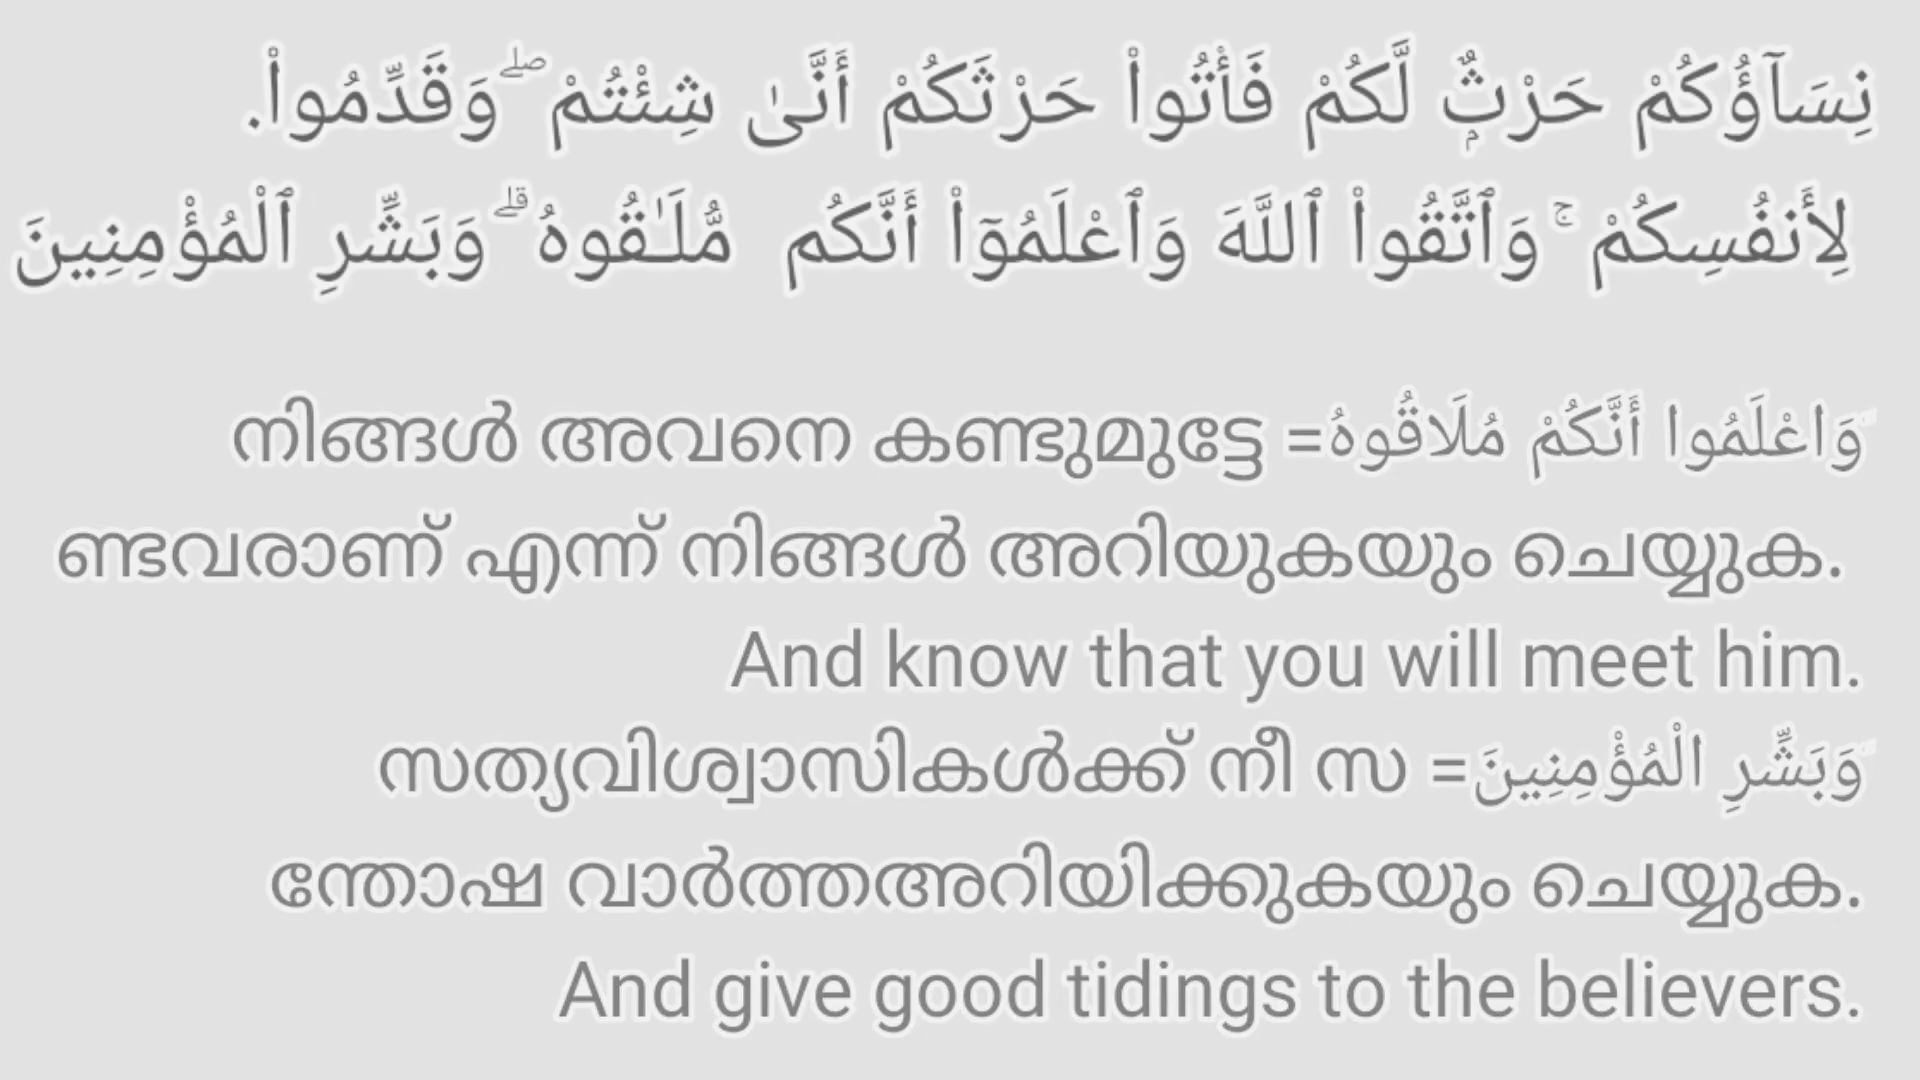 نِسَآؤُكُمْ حَرْثٌۭ لَّكُمْ فَأْتُوا۟ حَرْثَكُمْ أَنَّىٰ شِئْتُمْ ۖ وَقَدِّمُوا۟.
لِأَنفُسِكُمْ ۚ وَٱتَّقُوا۟ ٱللَّهَ وَٱعْلَمُوٓا۟ أَنَّكُم مُّلَـٰقُوهُ ۗ وَبَشِّرِ ٱلْمُؤْمِنِينَ
وَاعْلَمُوا أَنَّكُمْ مُلَاقُوهُ= നിങ്ങൾ അവനെ കണ്ടുമുട്ടേ
ണ്ടവരാണ് എന്ന് നിങ്ങൾ അറിയുകയും ചെയ്യുക.
And know that you will meet him.
وَبَشِّرِ الْمُؤْمِنِينَ= സത്യവിശ്വാസികൾക്ക് നീ സ
ന്തോഷ വാർത്തഅറിയിക്കുകയും ചെയ്യുക.
And give good tidings to the believers.